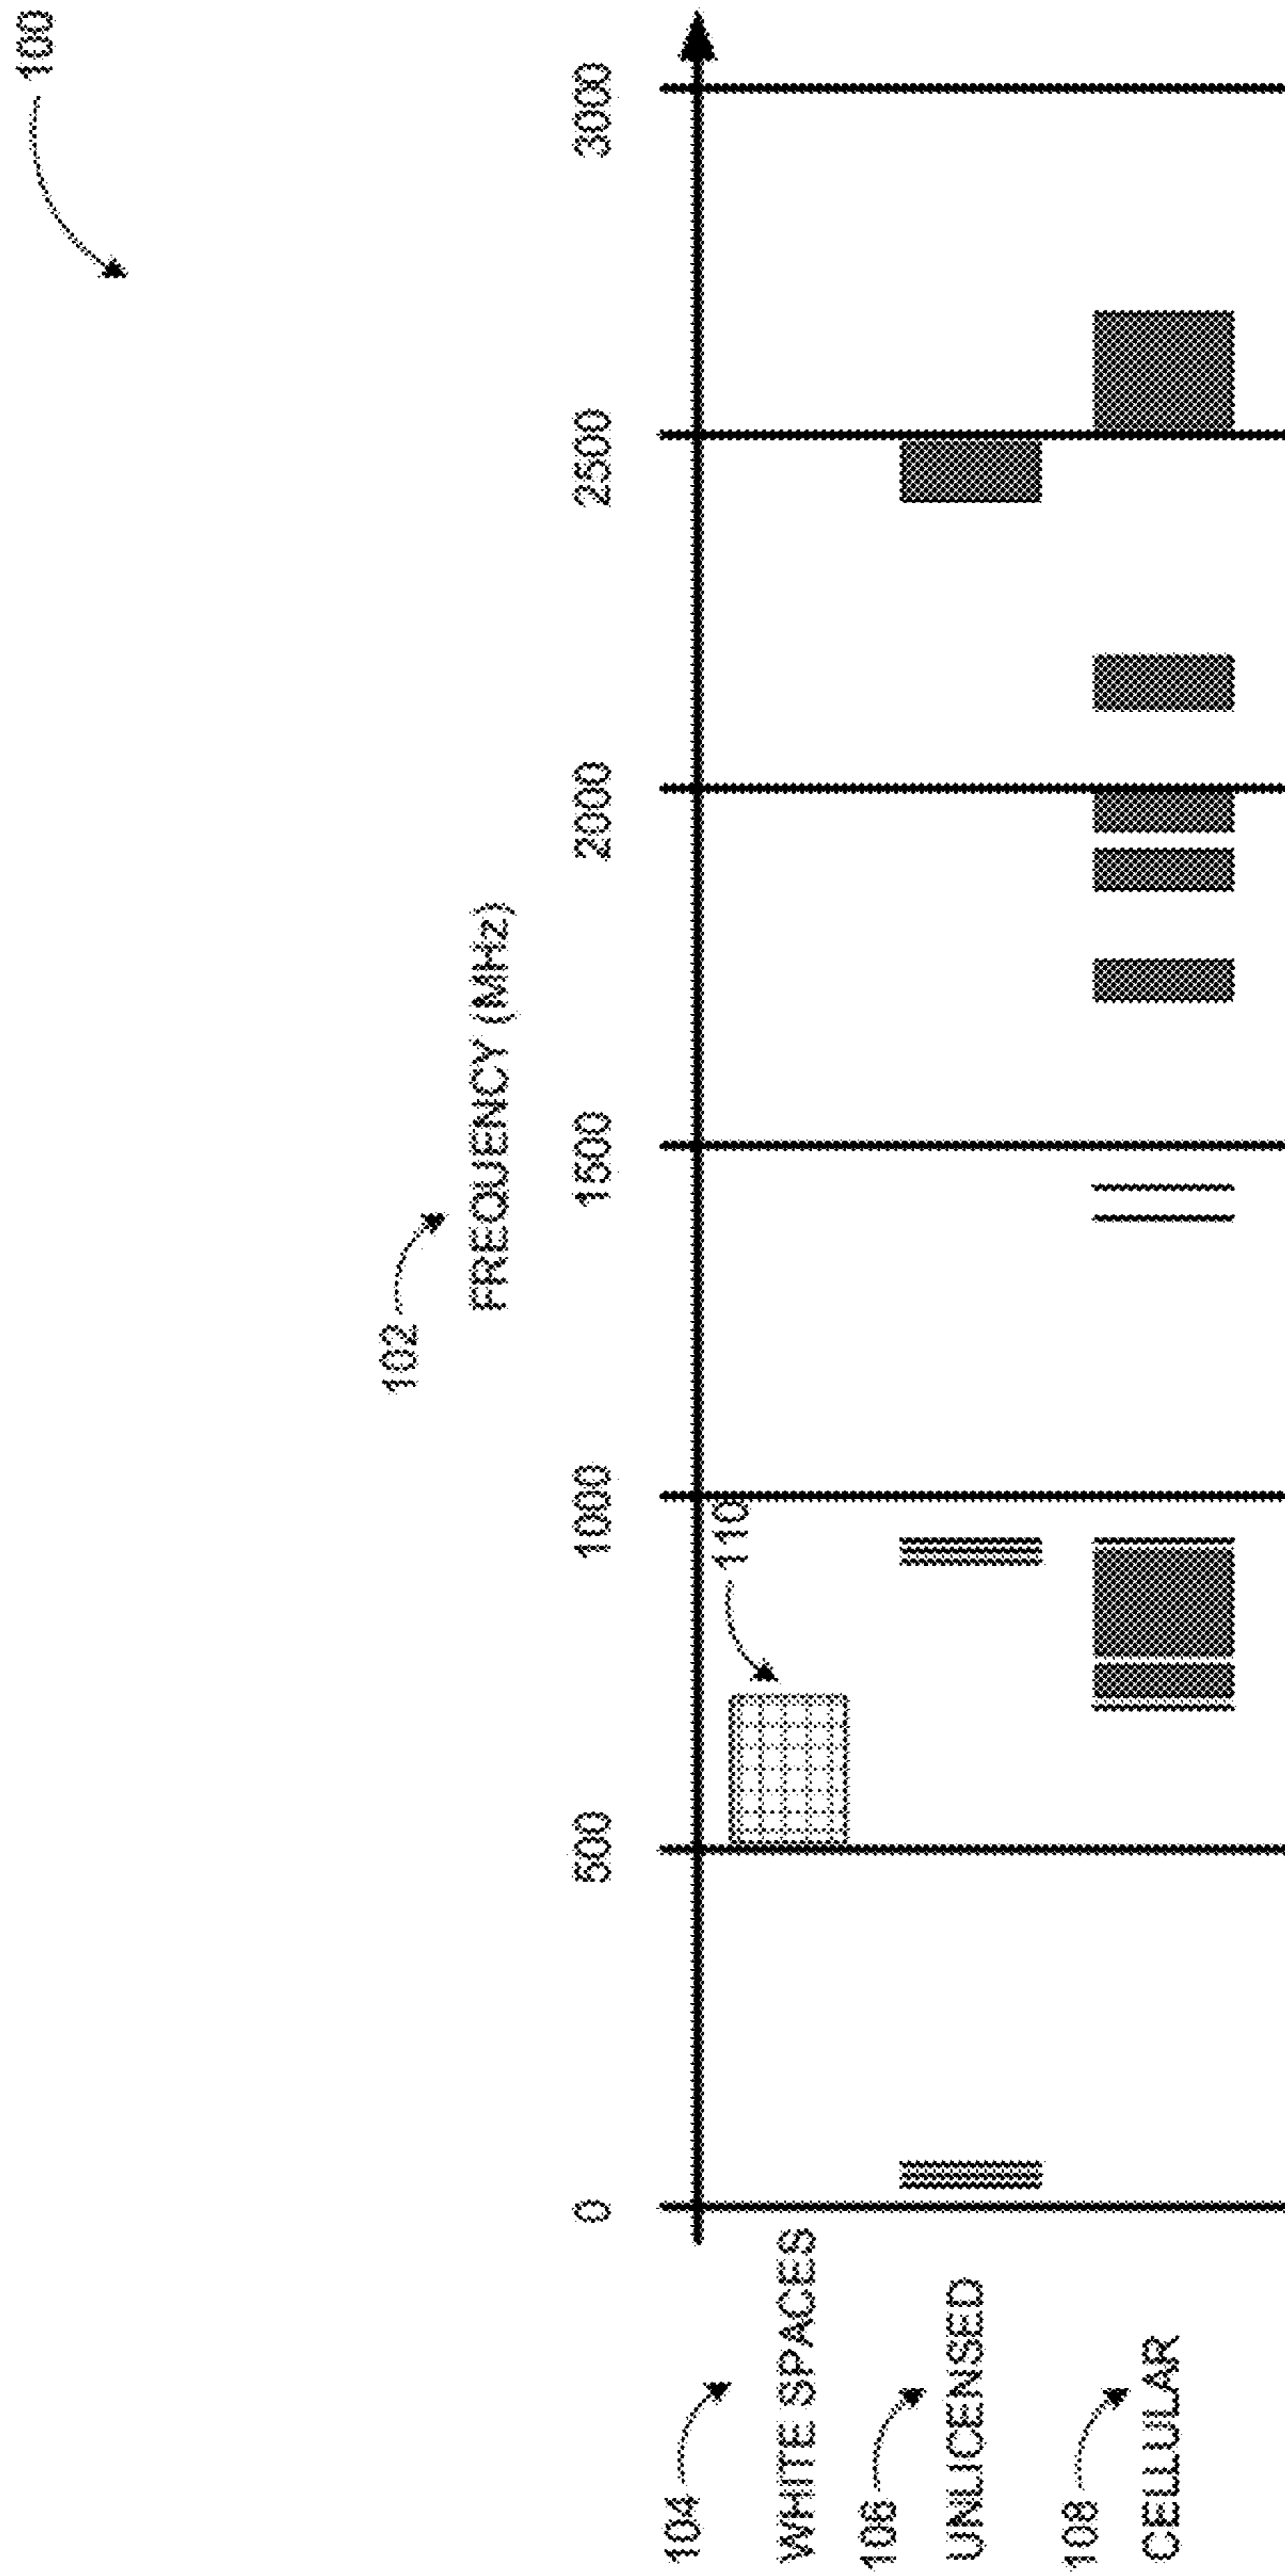 100
102
FREQUENCY (MHz)
0 500 1000 1500 2000 2500 3000
104
110
WHITE SPACES
106
UNLICENSED
108
CELLULAR